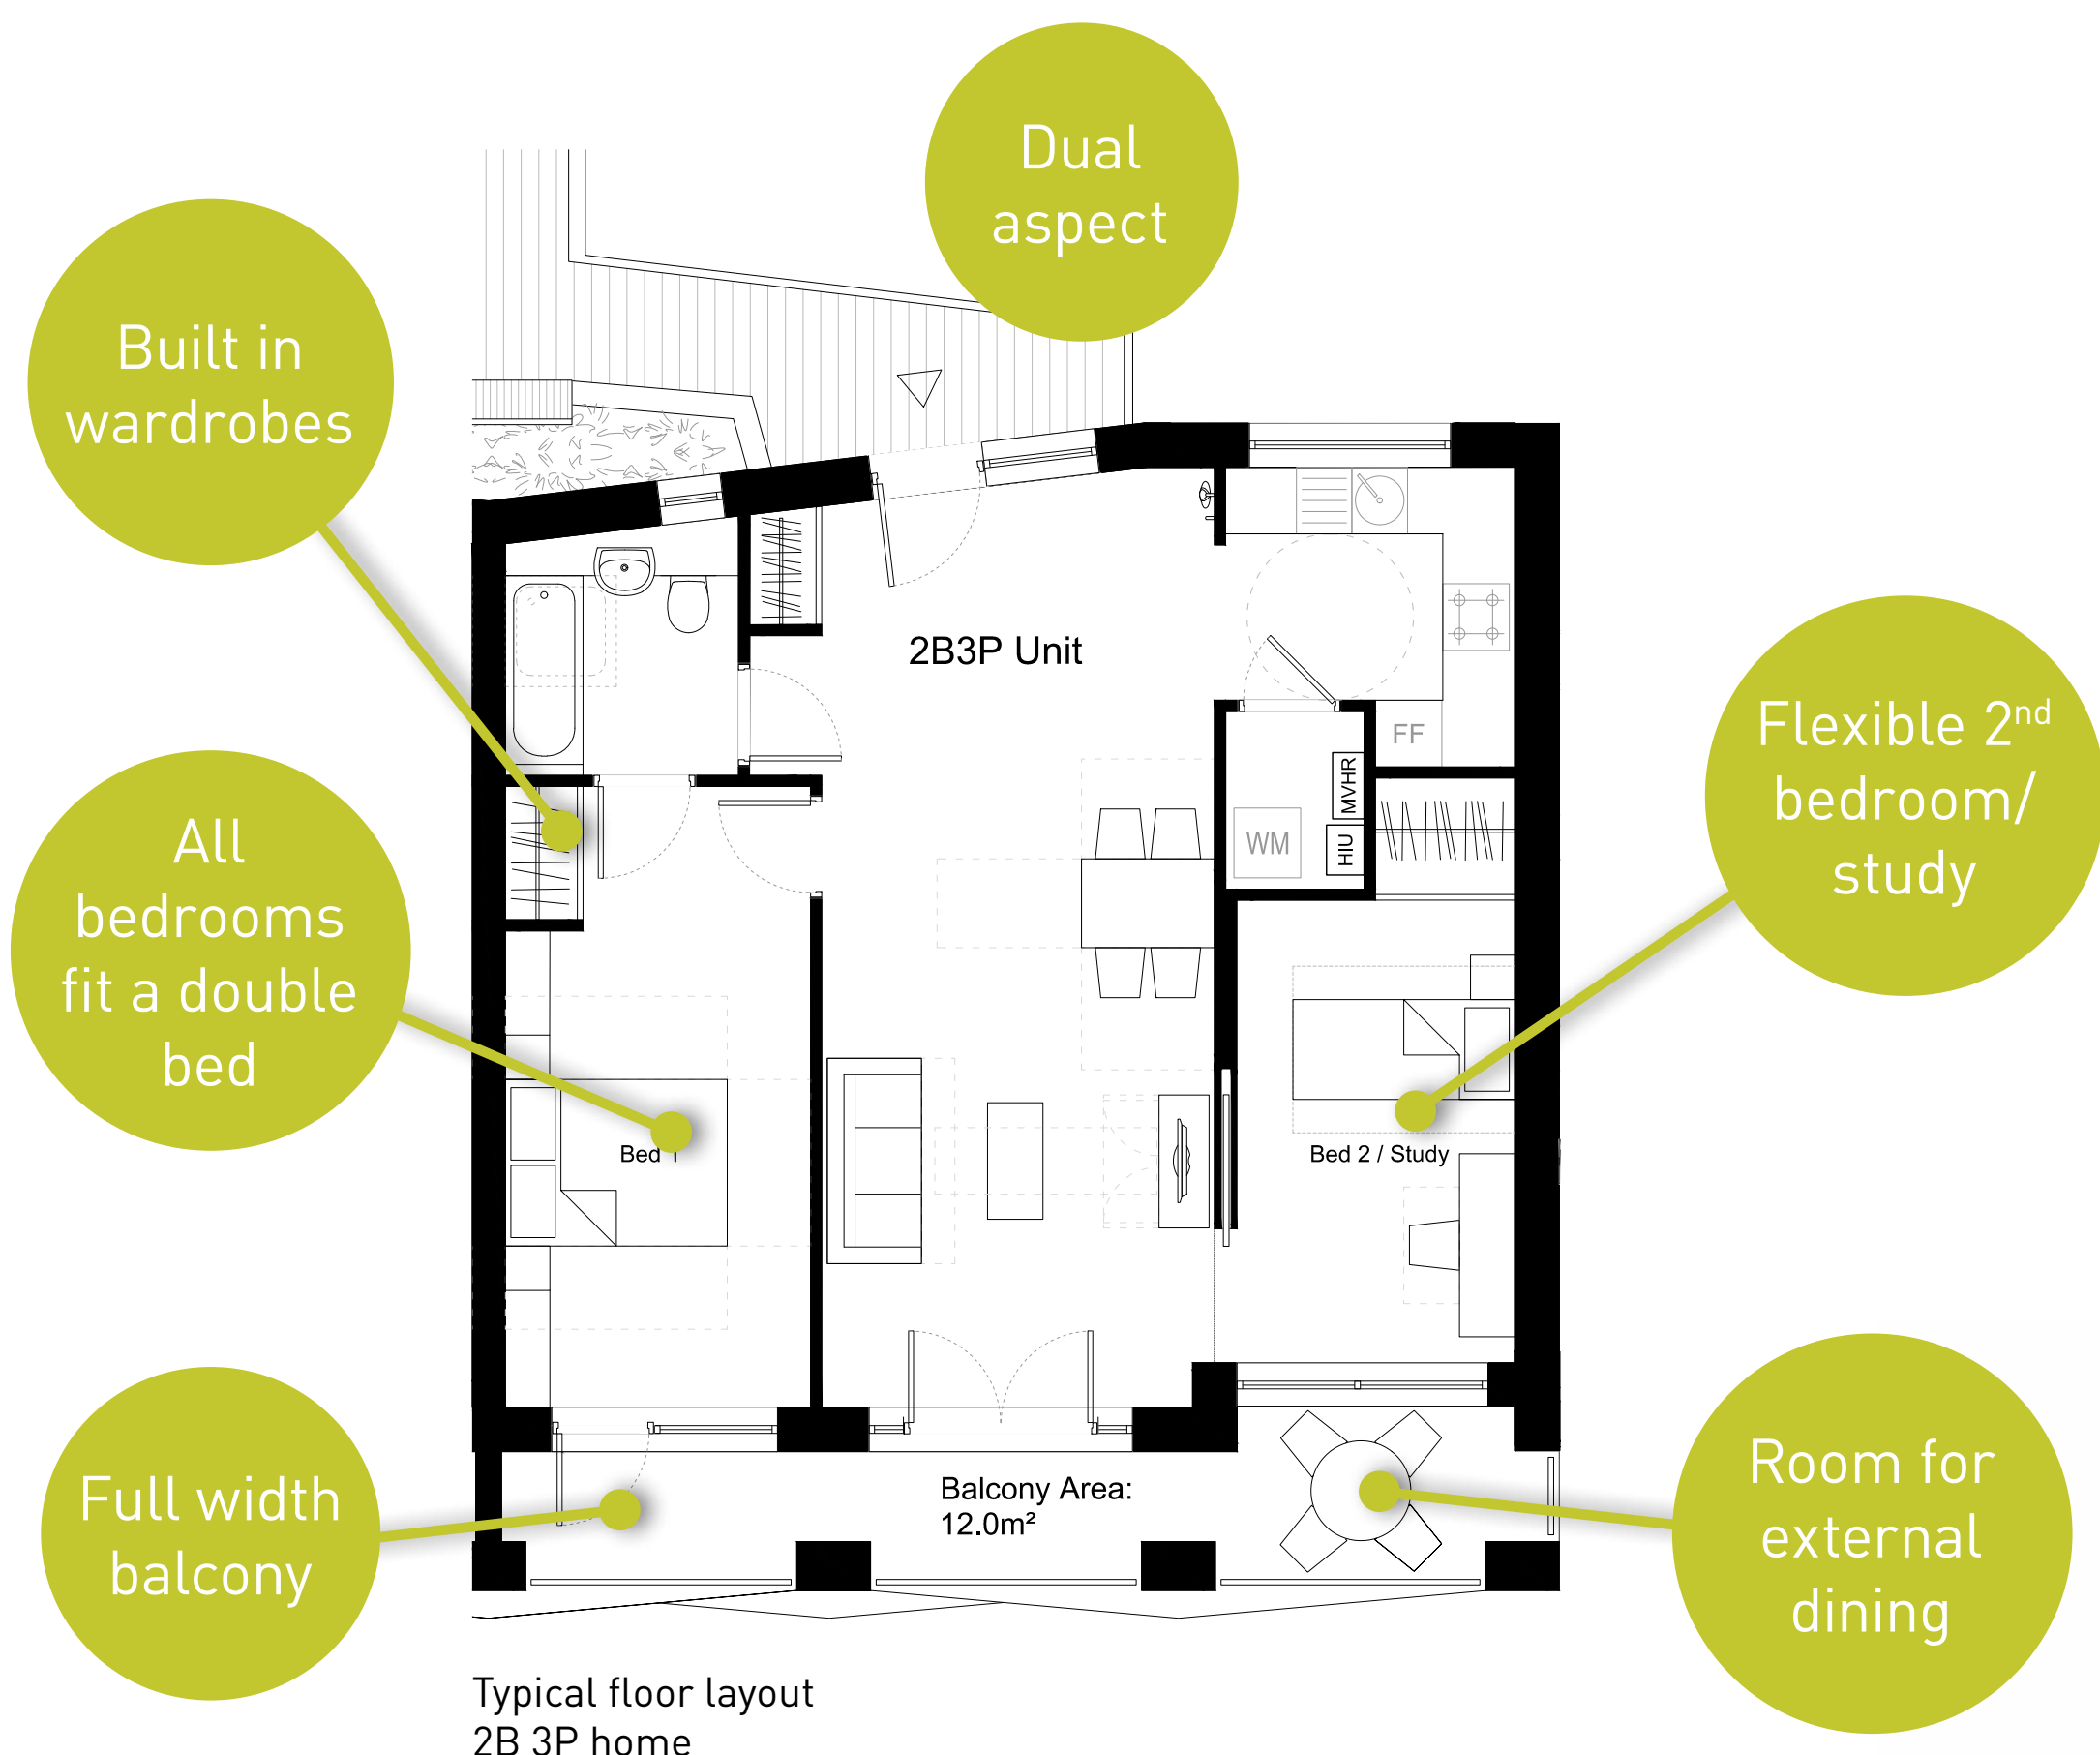 Dual
aspect
Built in
wardrobes
2B3P Unit
FF
MVHR
WM
HIU
Flexible 2nd
bedroom/
study
All
bedrooms
fit a double
bed
Bed 1
Bed 2 / Study
Full width
balcony
Balcony Area:
12.0m²
Room for
external
dining
Typical floor layout
2B 3P home